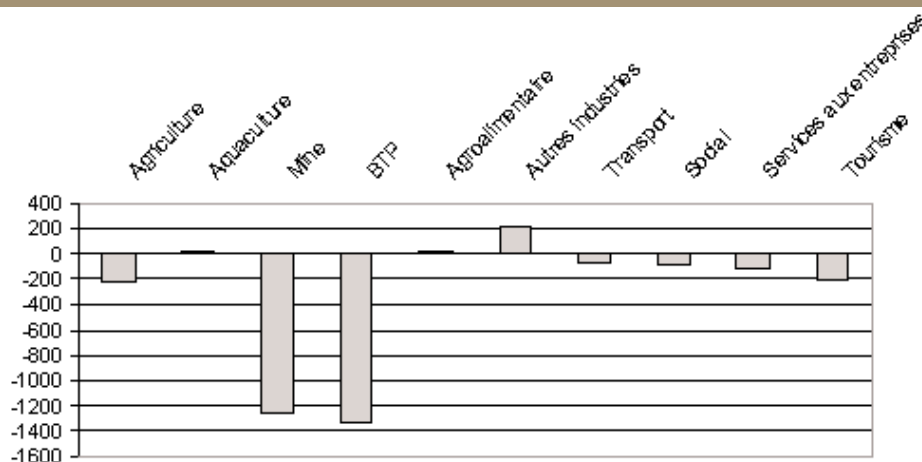 Agriculture
Aquaculture
Mine
BTP
Agroalimentaire
Autres industries
Transport
Social
Services aux entreprises
Tourisme
400
200
0
-200
-400
-600
-800
-1000
-1200
-1400
-1600